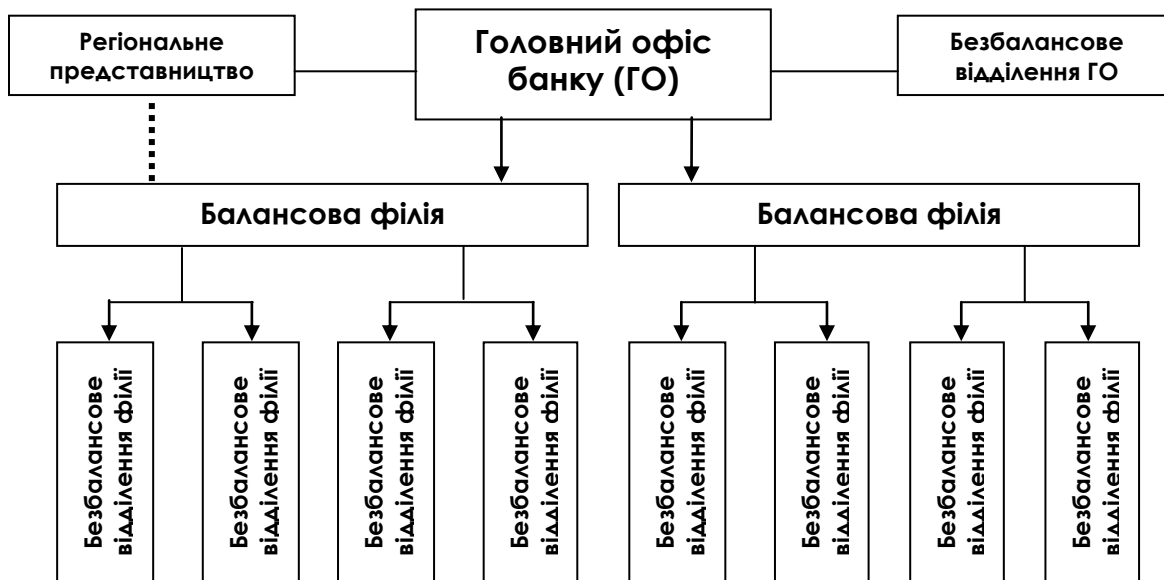 Регіональне
представництво
Головний офіс
банку (ГО)
Безбалансове
відділення ГО
Балансова філія
Балансова філія
Безбалансове
відділення філії
Безбалансове
відділення філії
Безбалансове
відділення філії
Безбалансове
відділення філії
Безбалансове
відділення філії
Безбалансове
відділення філії
Безбалансове
відділення філії
Безбалансове
відділення філії